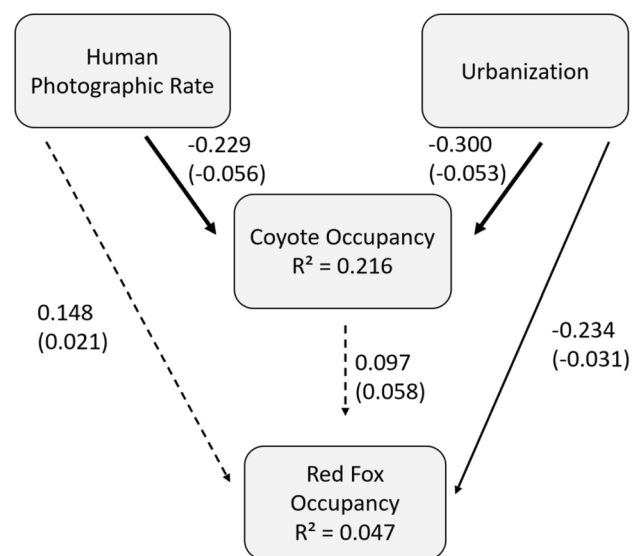 Human
Photographic Rate
Urbanization
-0.229
(-0.056)
-0.300
(-0.053)
Coyote Occupancy
R² = 0.216
0.148
(0.021)
0.097
(0.058)
-0.234
(-0.031)
Red Fox
Occupancy
R² = 0.047